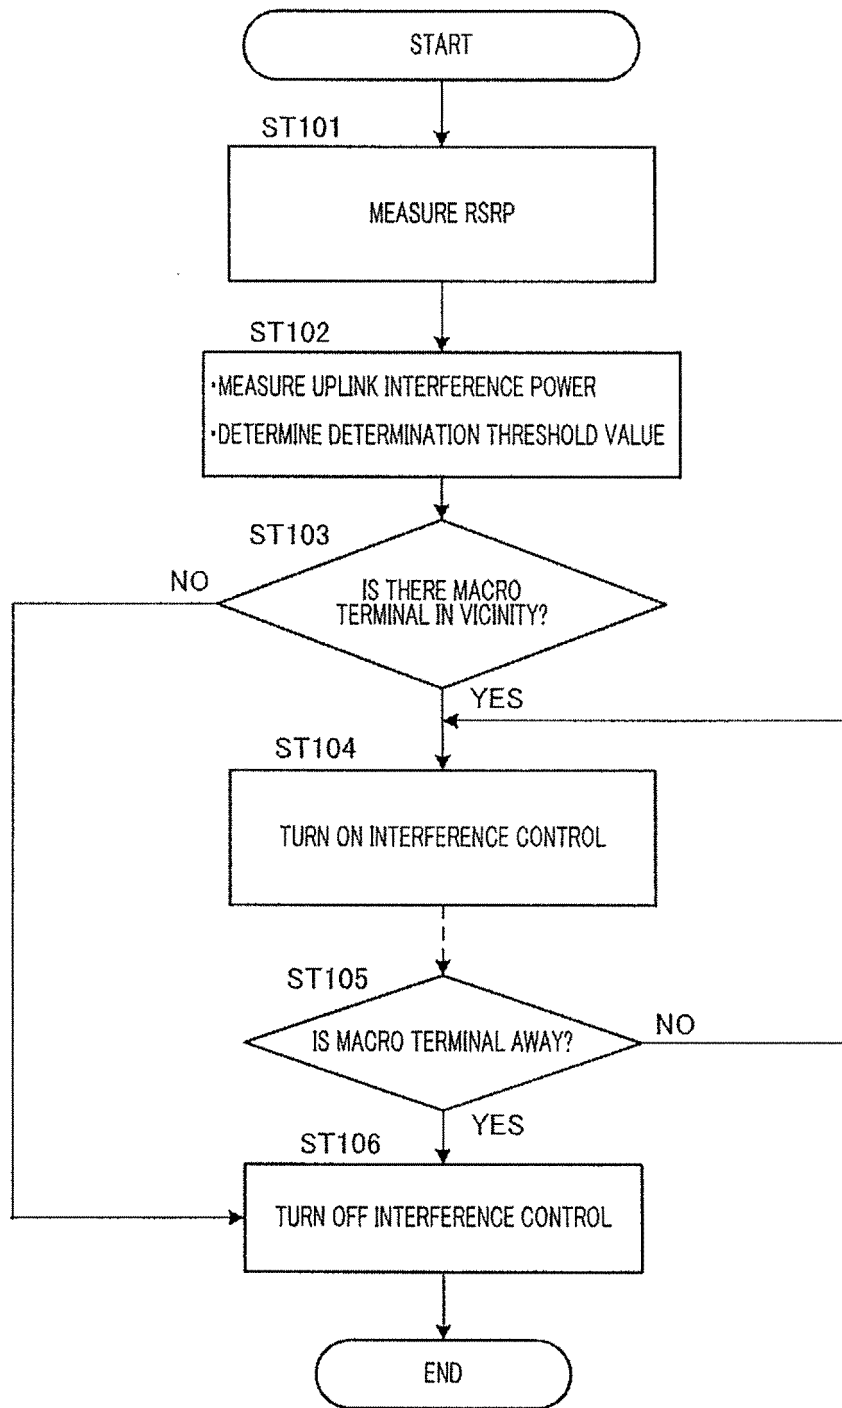 START
ST101
MEASURE RSRP
ST102
·MEASURE UPLINK INTERFERENCE POWER
·DETERMINE DETERMINATION THRESHOLD VALUE
ST103
NO
IS THERE MACRO
TERMINAL IN VICINITY?
YES
ST104
TURN ON INTERFERENCE CONTROL
ST105
NO
IS MACRO TERMINAL AWAY?
YES
ST106
TURN OFF INTERFERENCE CONTROL
END